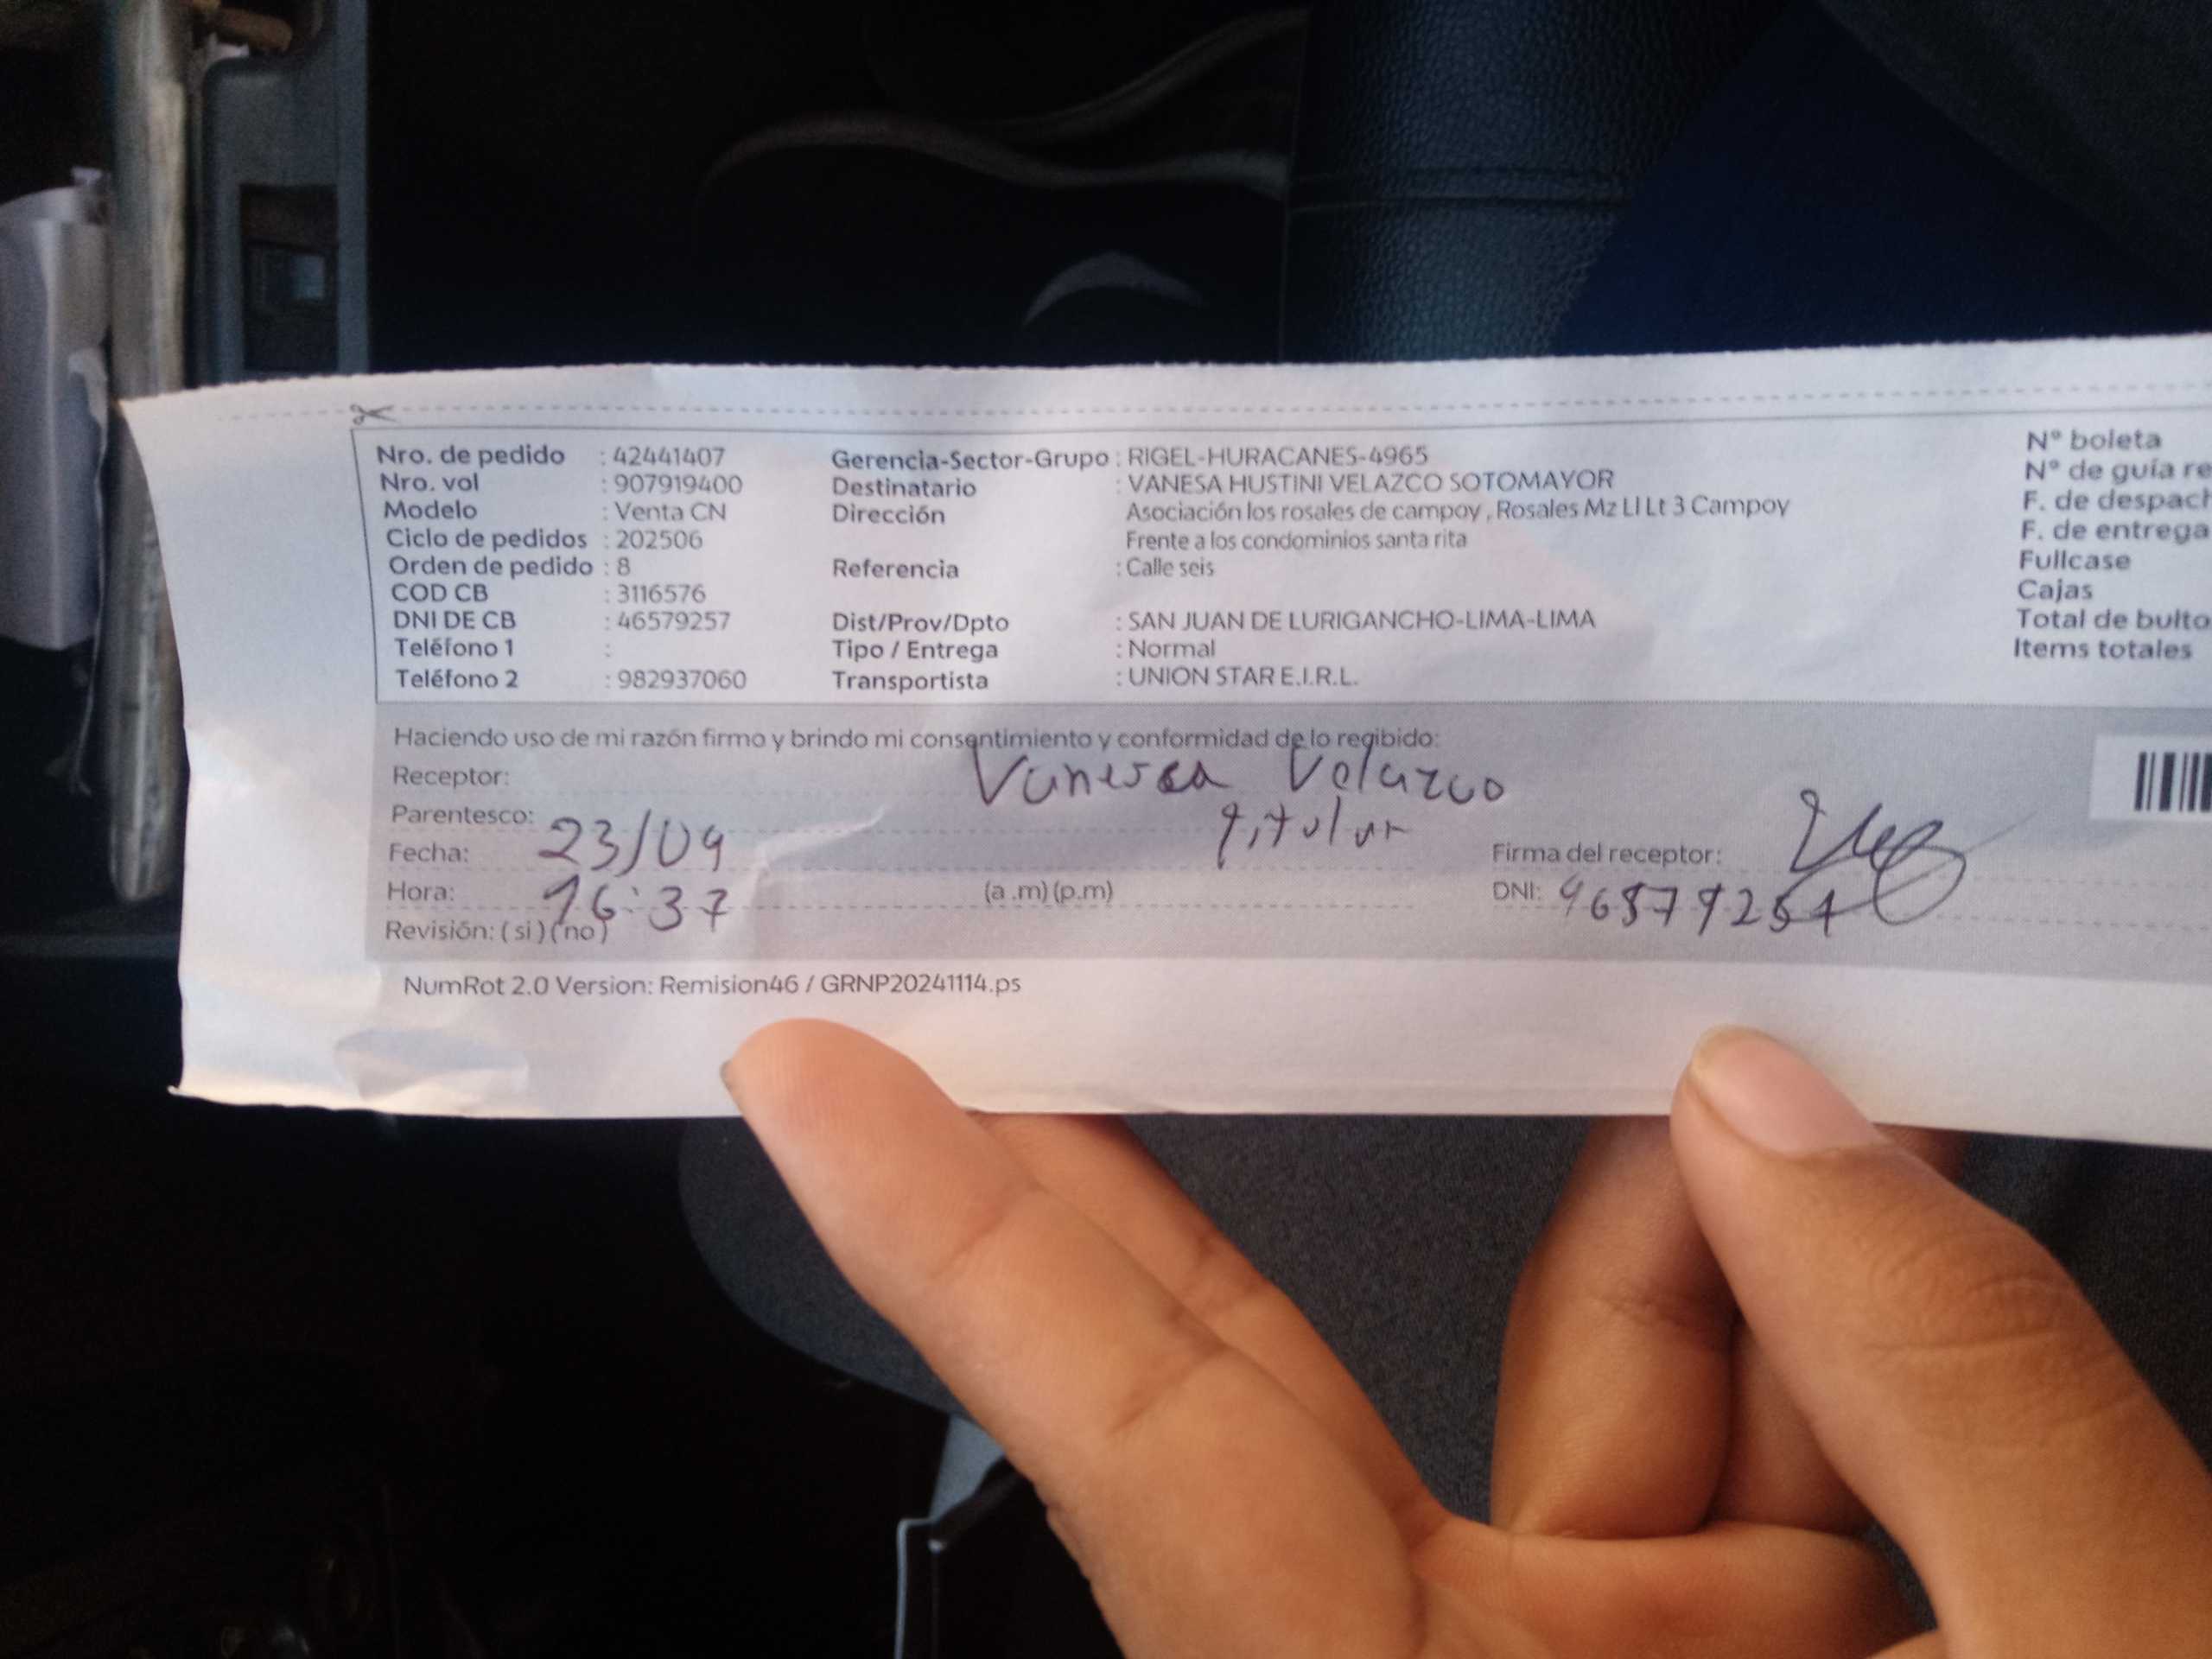 Nro. de pedido : 42441407 Gerencia-Sector-Grupo : RIGEL-HURACANES-4965 N° boleta
Nro. vol : 907919400 Destinatario : VANESA HUSTINI VELAZCO SOTOMAYOR N° de guía re
Modelo : Venta CN Dirección Asociación los rosales de campoy , Rosales Mz Ll Lt 3 Campoy F. de despach
Ciclo de pedidos : 202506 Frente a los condominios santa rita F. de entrega
Orden de pedido : 8 Referencia : Calle seis Fullcase
COD CB : 3116576 Cajas
DNI DE CB : 46579257 Dist/Prov/Dpto : SAN JUAN DE LURIGANCHO-LIMA-LIMA Total de bulto
Teléfono 1 : Tipo / Entrega : Normal Items totales
Teléfono 2 : 982937060 Transportista : UNION STAR E.I.R.L.
Haciendo uso de mi razón firmo y brindo mi consentimiento y conformidad de lo recibido:
Receptor: Vanessa Velazco
Parentesco: titular
Fecha: 23/04 Firma del receptor:
Hora: 16:37 (a .m) (p.m) DNI: 46579257
Revisión: ( si ) ( no )
NumRot 2.0 Version: Remision46 / GRNP20241114.ps